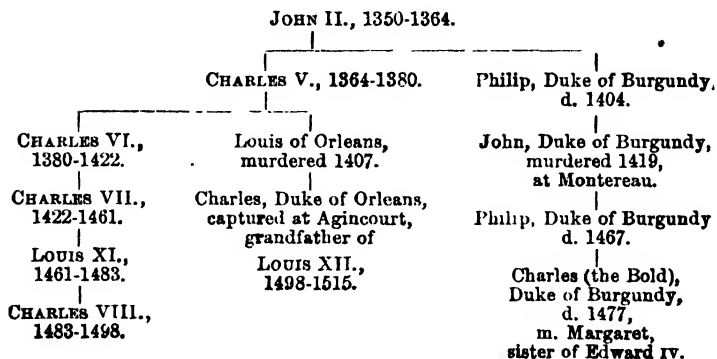 JOHN II., 1350-1364.
CHARLES V., 1364-1380.
Philip, Duke of Burgundy,
d. 1404.
CHARLES VI.,
1380-1422.
Louis of Orleans,
murdered 1407.
John, Duke of Burgundy,
murdered 1419,
at Montereau.
CHARLES VII.,
1422-1461.
Charles, Duke of Orleans,
captured at Agincourt,
grandfather of
Philip, Duke of Burgundy
d. 1467.
LOUIS XI.,
1461-1483.
LOUIS XII.,
1498-1515.
Charles (the Bold),
Duke of Burgundy,
d. 1477,
m. Margaret,
sister of Edward IV.
CHARLES VIII.,
1483-1498.